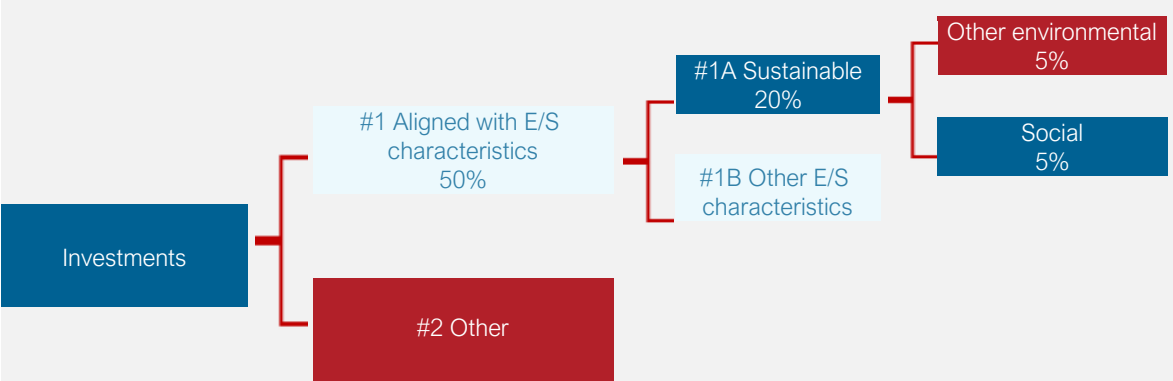 Investments
#1 Aligned with E/S
characteristics
50%
#2 Other
#1A Sustainable
20%
#1B Other E/S
characteristics
Other environmental
5%
Social
5%